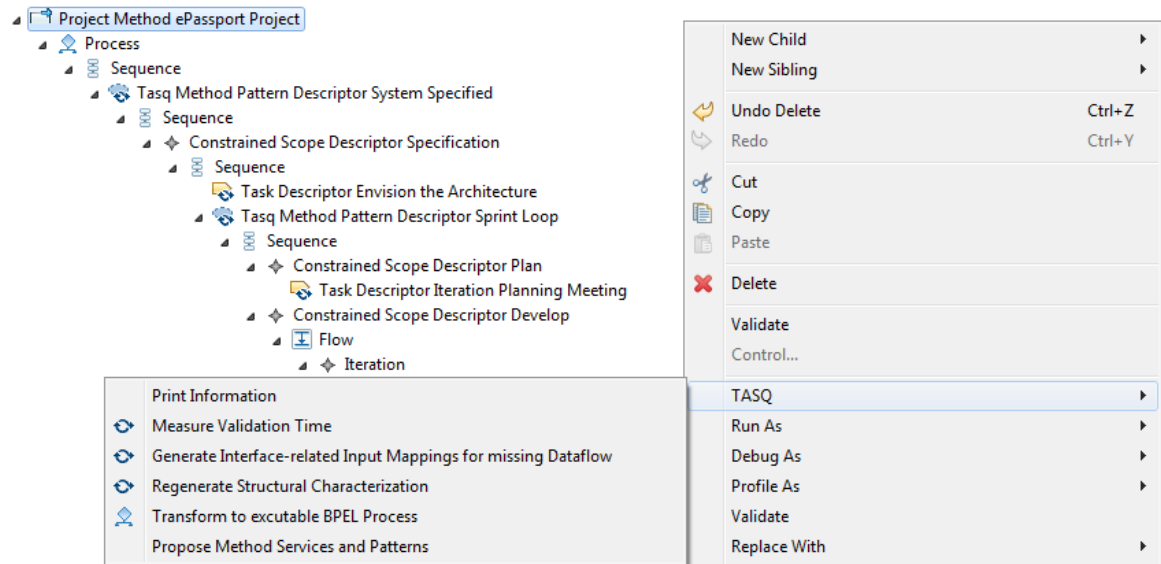 Project Method ePassport Project
Process
Sequence
Tasq Method Pattern Descriptor System Specified
Sequence
Constrained Scope Descriptor Specification
Sequence
Task Descriptor Envision the Architecture
Tasq Method Pattern Descriptor Sprint Loop
Sequence
Constrained Scope Descriptor Plan
Task Descriptor Iteration Planning Meeting
Constrained Scope Descriptor Develop
Flow
Iteration
Print Information
Measure Validation Time
Generate Interface-related Input Mappings for missing Dataflow
Regenerate Structural Characterization
Transform to excutable BPEL Process
Propose Method Services and Patterns
New Child
New Sibling
Undo Delete Ctrl+Z
Redo Ctrl+Y
Cut
Copy
Paste
Delete
Validate
Control...
TASQ
Run As
Debug As
Profile As
Validate
Replace With